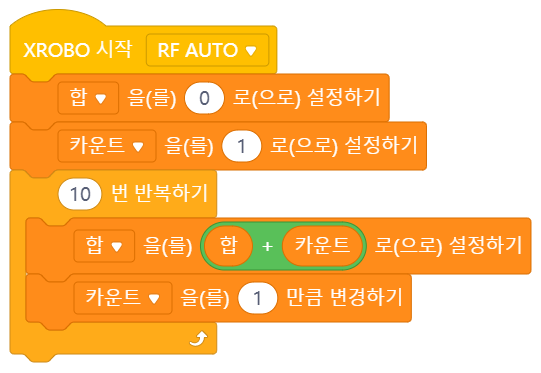 XROBO 시작 RF AUTO
합 을(를) 0 로(으로) 설정하기
카운트 을(를) 1 로(으로) 설정하기
10 번 반복하기
합 을(를) 합 + 카운트 로(으로) 설정하기
카운트 을(를) 1 만큼 변경하기